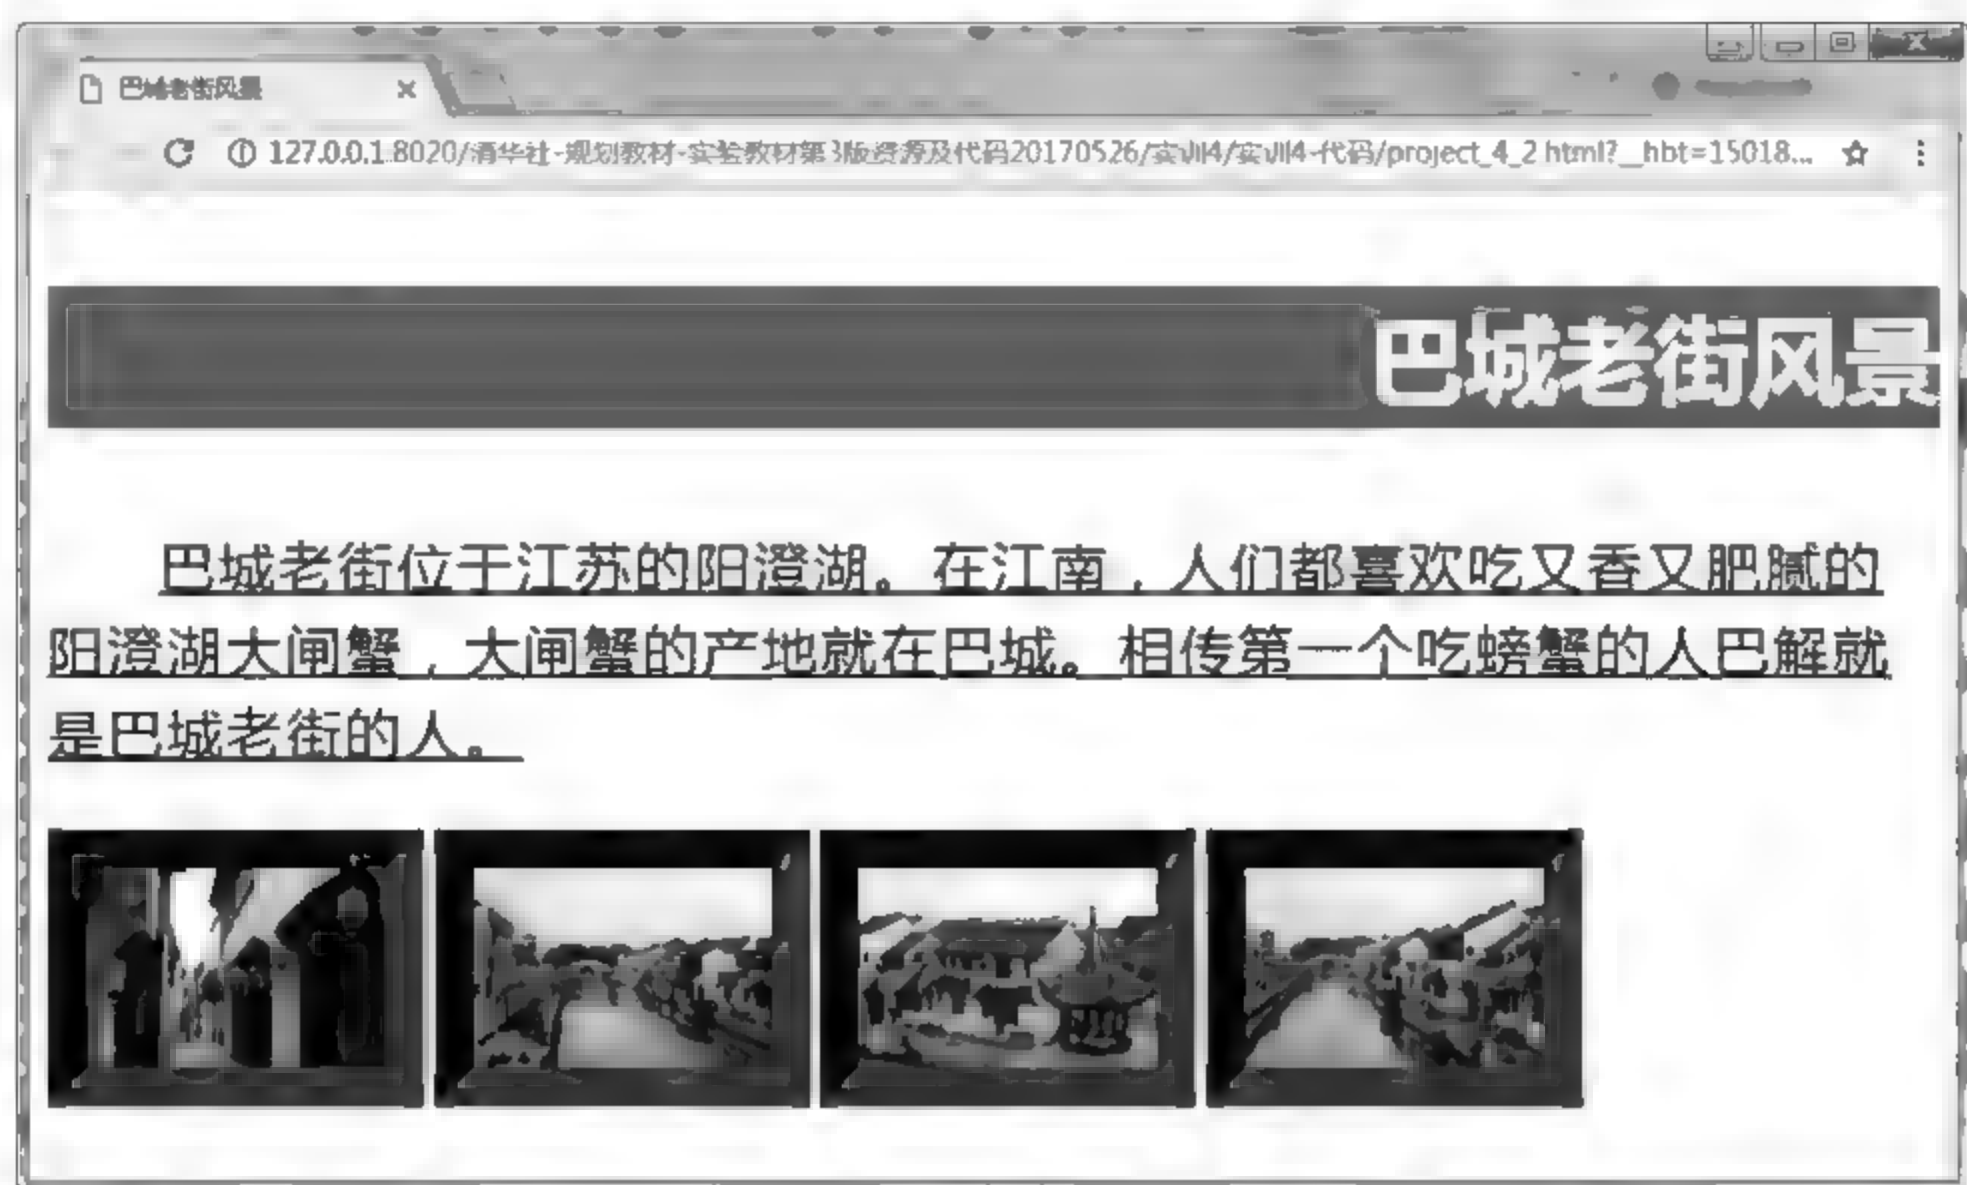 巴城老街风景
127.0.0.1:8020/清华社-规划教材-实验教材第3版资源及代码20170526/实训4/实训4-代码/project_4_2.html?__hbt=15018...
巴城老街风景
巴城老街位于江苏的阳澄湖。在江南，人们都喜欢吃又香又肥腻的
阳澄湖大闸蟹，大闸蟹的产地就在巴城。相传第一个吃螃蟹的人巴解就
是巴城老街的人。